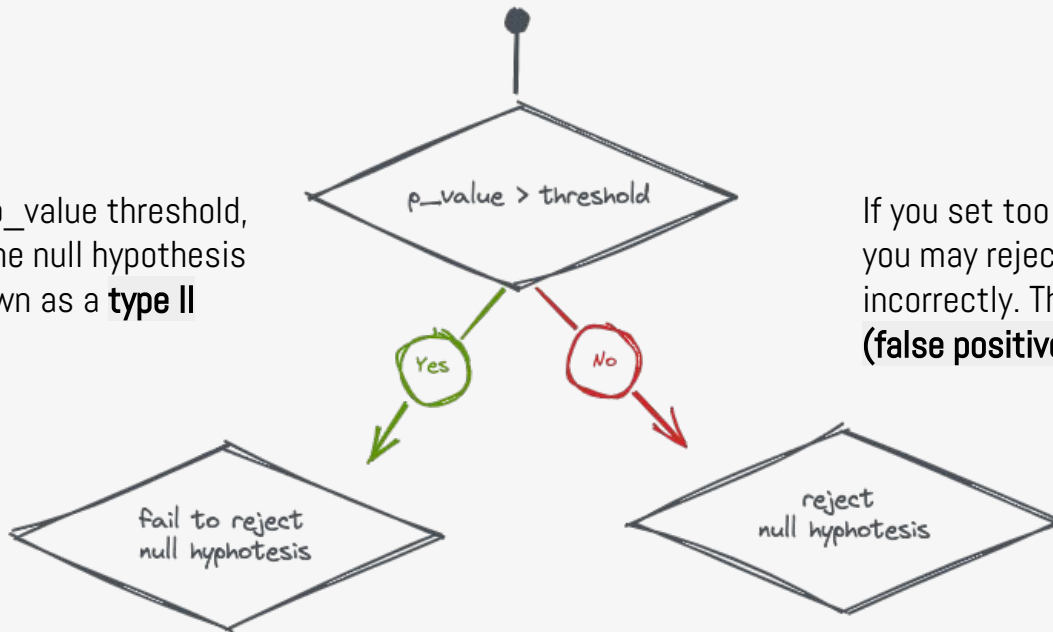 p_value > threshold
p_value threshold,
he null hypothesis
wn as a type II
If you set too
you may rejec
incorrectly. Th
(false positive
Yes
No
fail to reject
null hyphotesis
reject
null hyphotesis